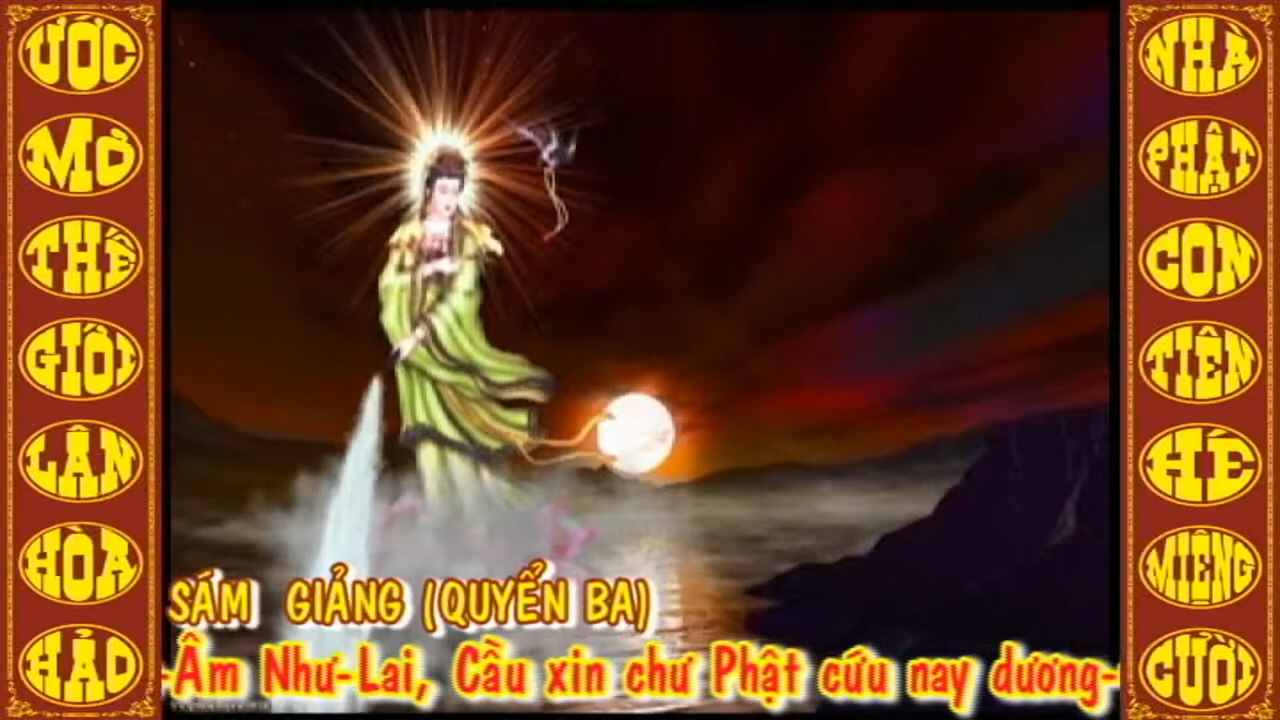 ƯỚC
MƠ
THẾ
GIỚI
LÂN
HÒA
HẢO
SÁM GIẢNG (QUYỂN BA)
-Âm Như-Lai, Cầu xin chư Phật cứu nay dương-
NHÀ
PHẬT
CON
TIÊN
HÉ
MIỆNG
CƯỜI